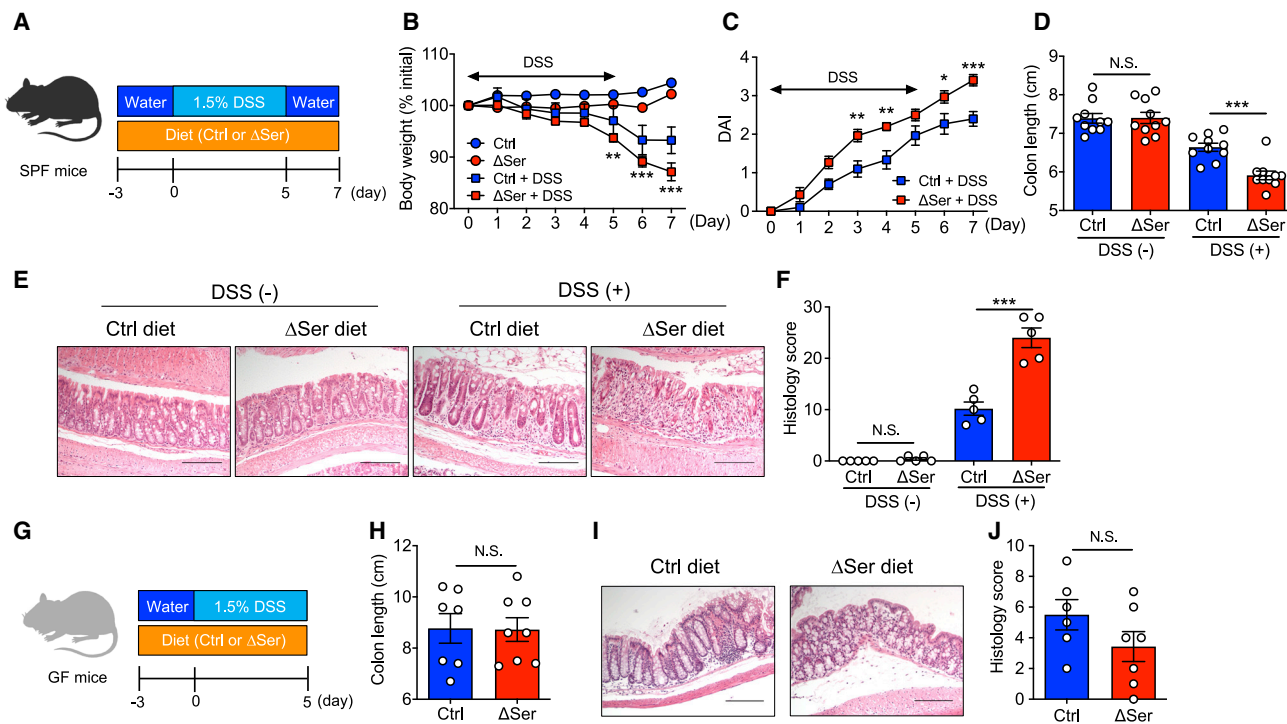 A
Water
1.5% DSS
Water
Diet (Ctrl or ΔSer)
SPF mice
-3
0
5
7
(day)
B
Body weight (% initial)
110
100
90
80
DSS
Ctrl
ΔSer
Ctrl + DSS
ΔSer + DSS
**
***
***
0 1 2 3 4 5 6 7 (Day)
C
DAI
4
3
2
1
0
DSS
**
**
*
***
Ctrl + DSS
ΔSer + DSS
0 1 2 3 4 5 6 7 (Day)
D
Colon length (cm)
9
8
7
6
5
N.S.
***
Ctrl ΔSer Ctrl ΔSer
DSS (-) DSS (+)
E
DSS (-) DSS (+)
Ctrl diet ΔSer diet Ctrl diet ΔSer diet
F
Histology score
30
20
10
0
N.S.
***
Ctrl ΔSer Ctrl ΔSer
DSS (-) DSS (+)
G
Water
1.5% DSS
Diet (Ctrl or ΔSer)
GF mice
-3
0
5
(day)
H
Colon length (cm)
12
10
8
6
N.S.
Ctrl ΔSer
I
Ctrl diet ΔSer diet
J
Histology score
10
8
6
4
2
0
N.S.
Ctrl ΔSer